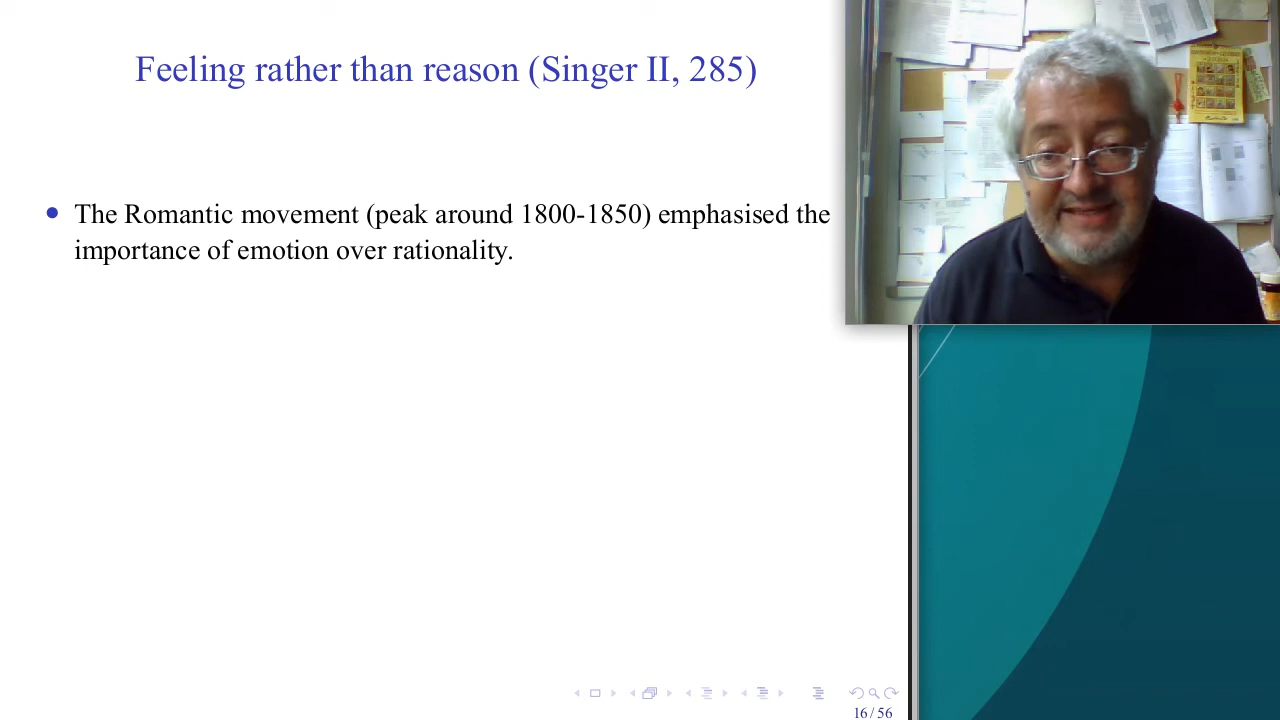 Feeling rather than reason (Singer II, 285)
The Romantic movement (peak around 1800-1850) emphasised the
importance of emotion over rationality.
16 / 56